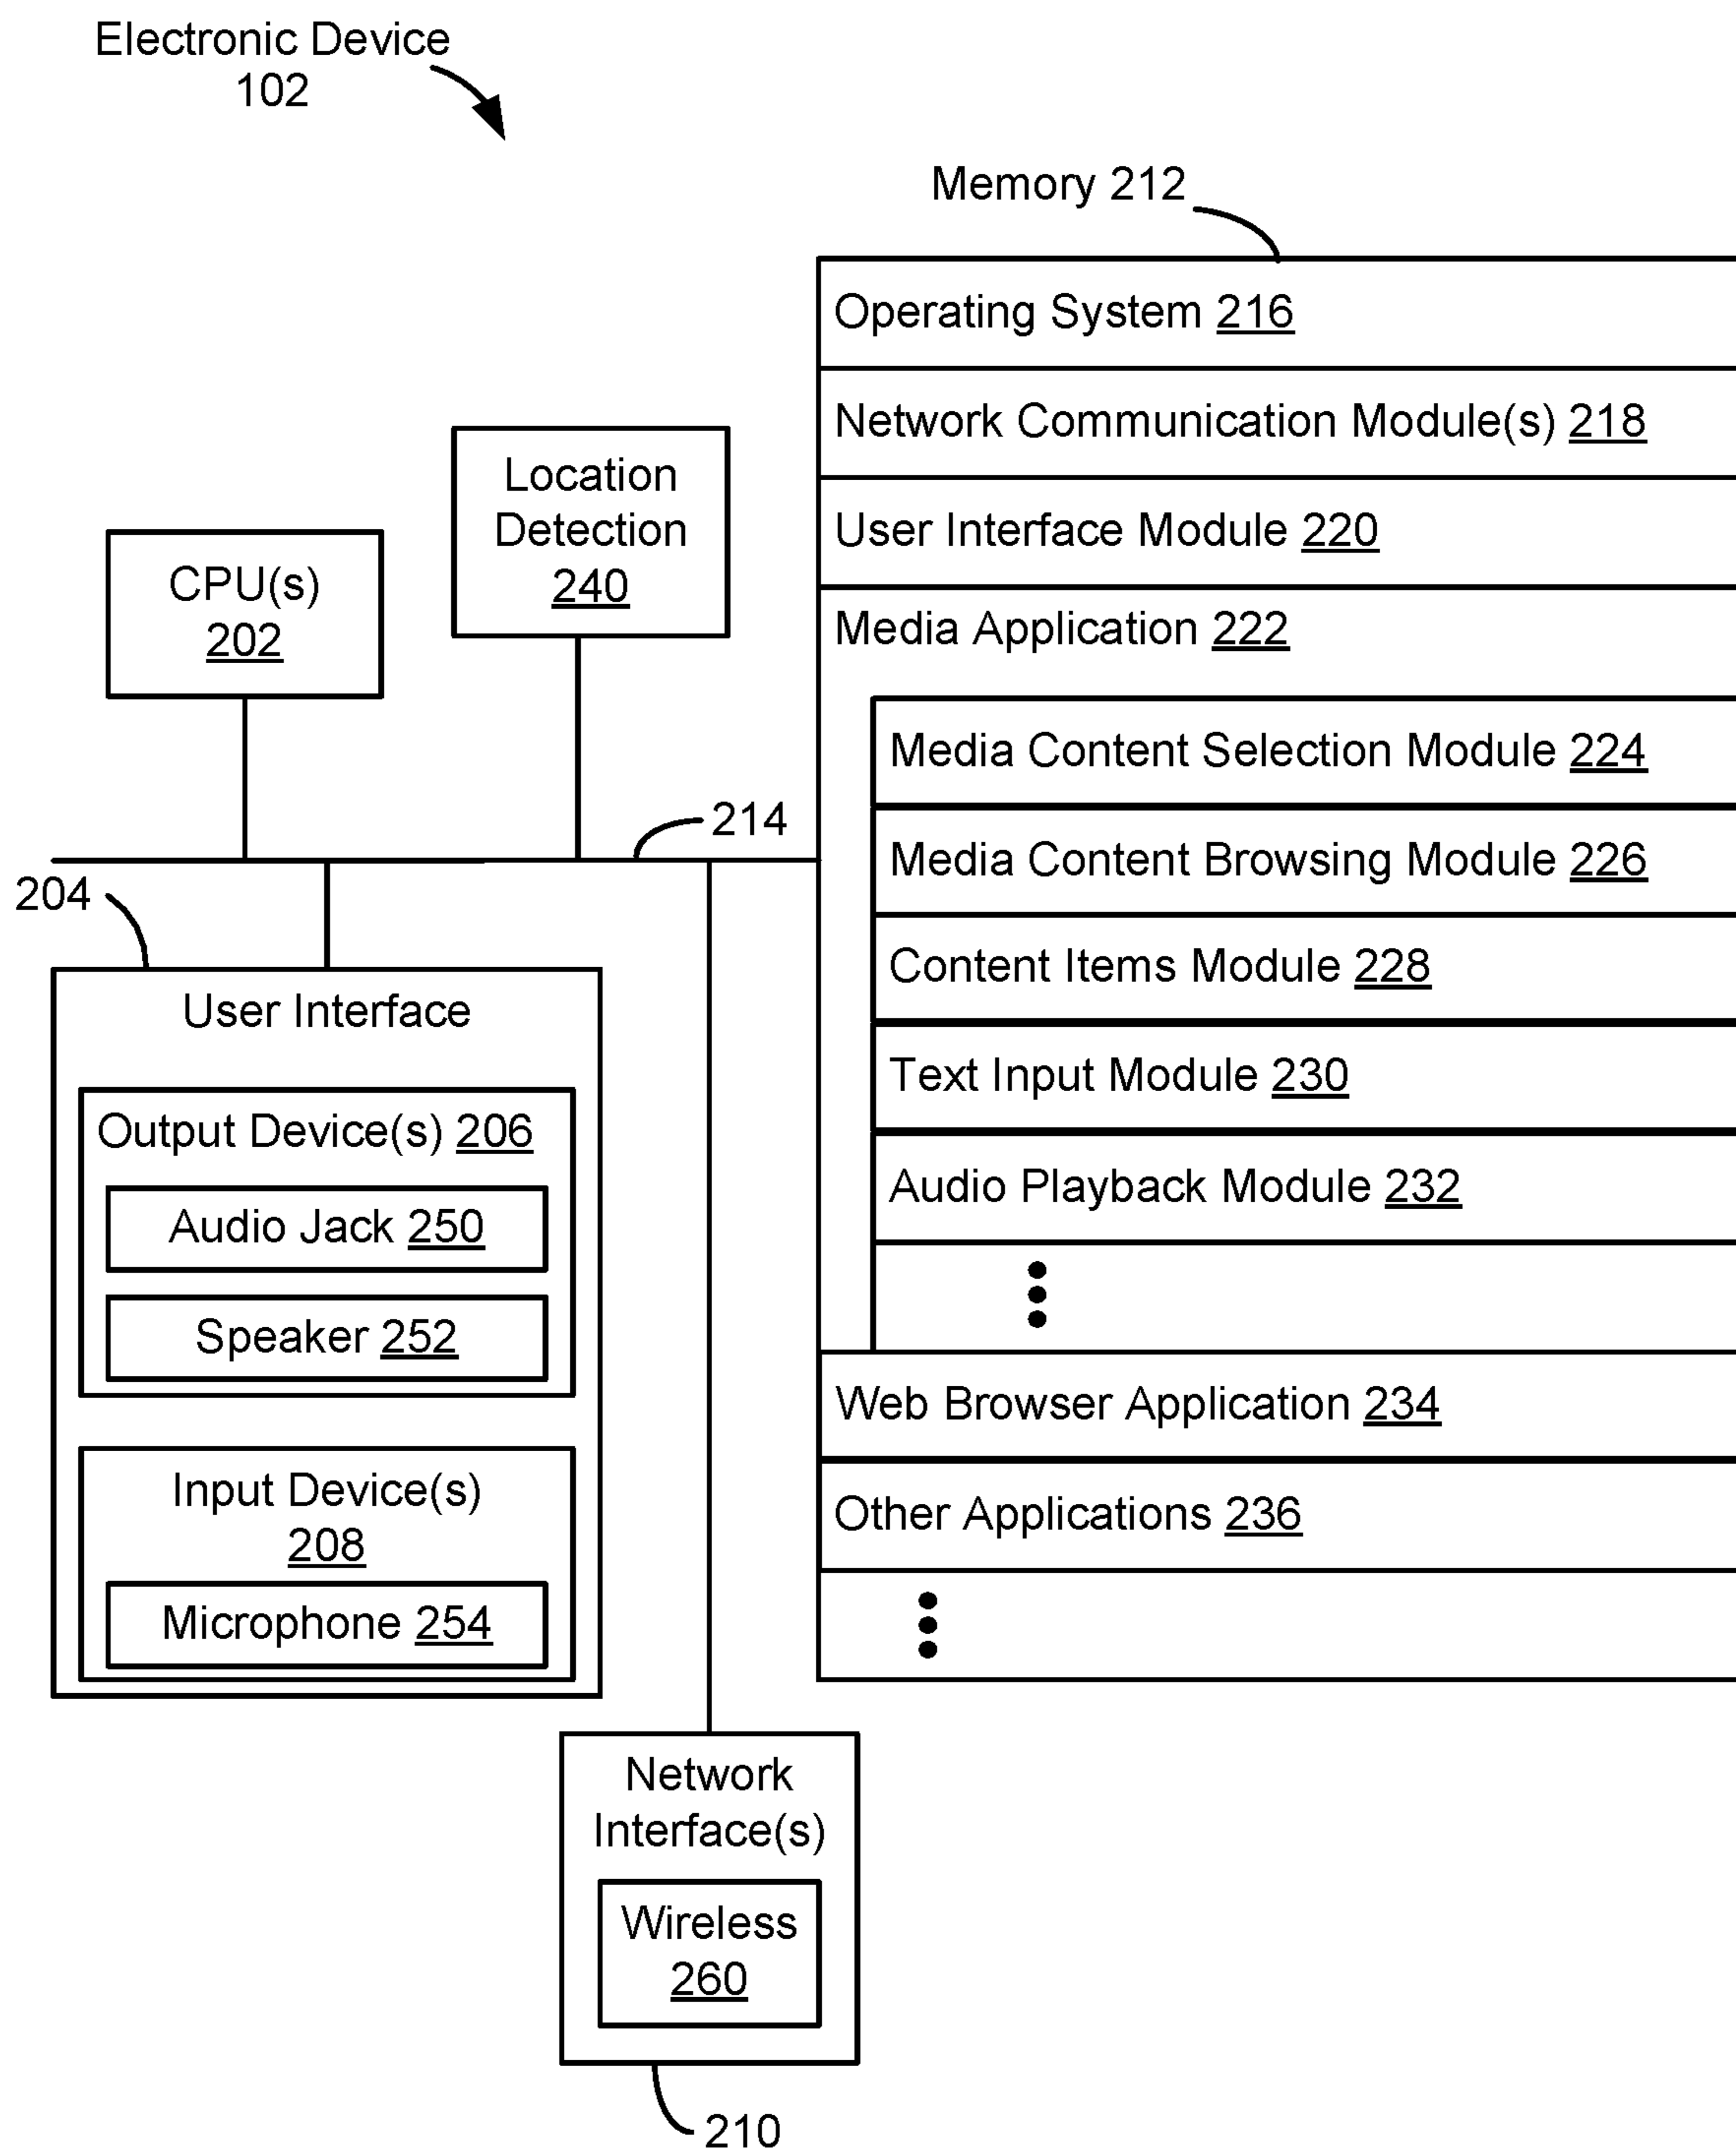 Electronic Device
102
Memory 212
Operating System 216
Network Communication Module(s) 218
User Interface Module 220
Media Application 222
Media Content Selection Module 224
Media Content Browsing Module 226
Content Items Module 228
Text Input Module 230
Audio Playback Module 232
Web Browser Application 234
Other Applications 236
Location
Detection
240
CPU(s)
202
214
204
User Interface
Output Device(s) 206
Audio Jack 250
Speaker 252
Input Device(s)
208
Microphone 254
Network
Interface(s)
Wireless
260
210